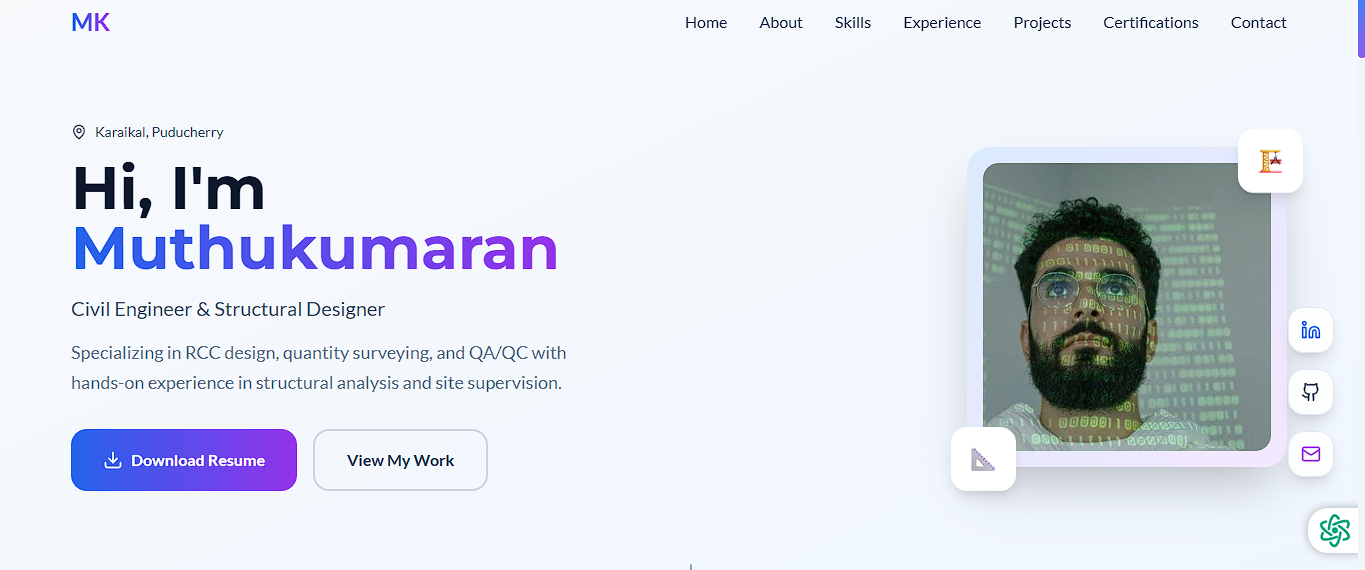 MK
Home About Skills Experience Projects Certifications Contact
Karaikal, Puducherry
Hi, I'm
Muthukumaran
Civil Engineer & Structural Designer
Specializing in RCC design, quantity surveying, and QA/QC with
hands-on experience in structural analysis and site supervision.
Download Resume View My Work
in